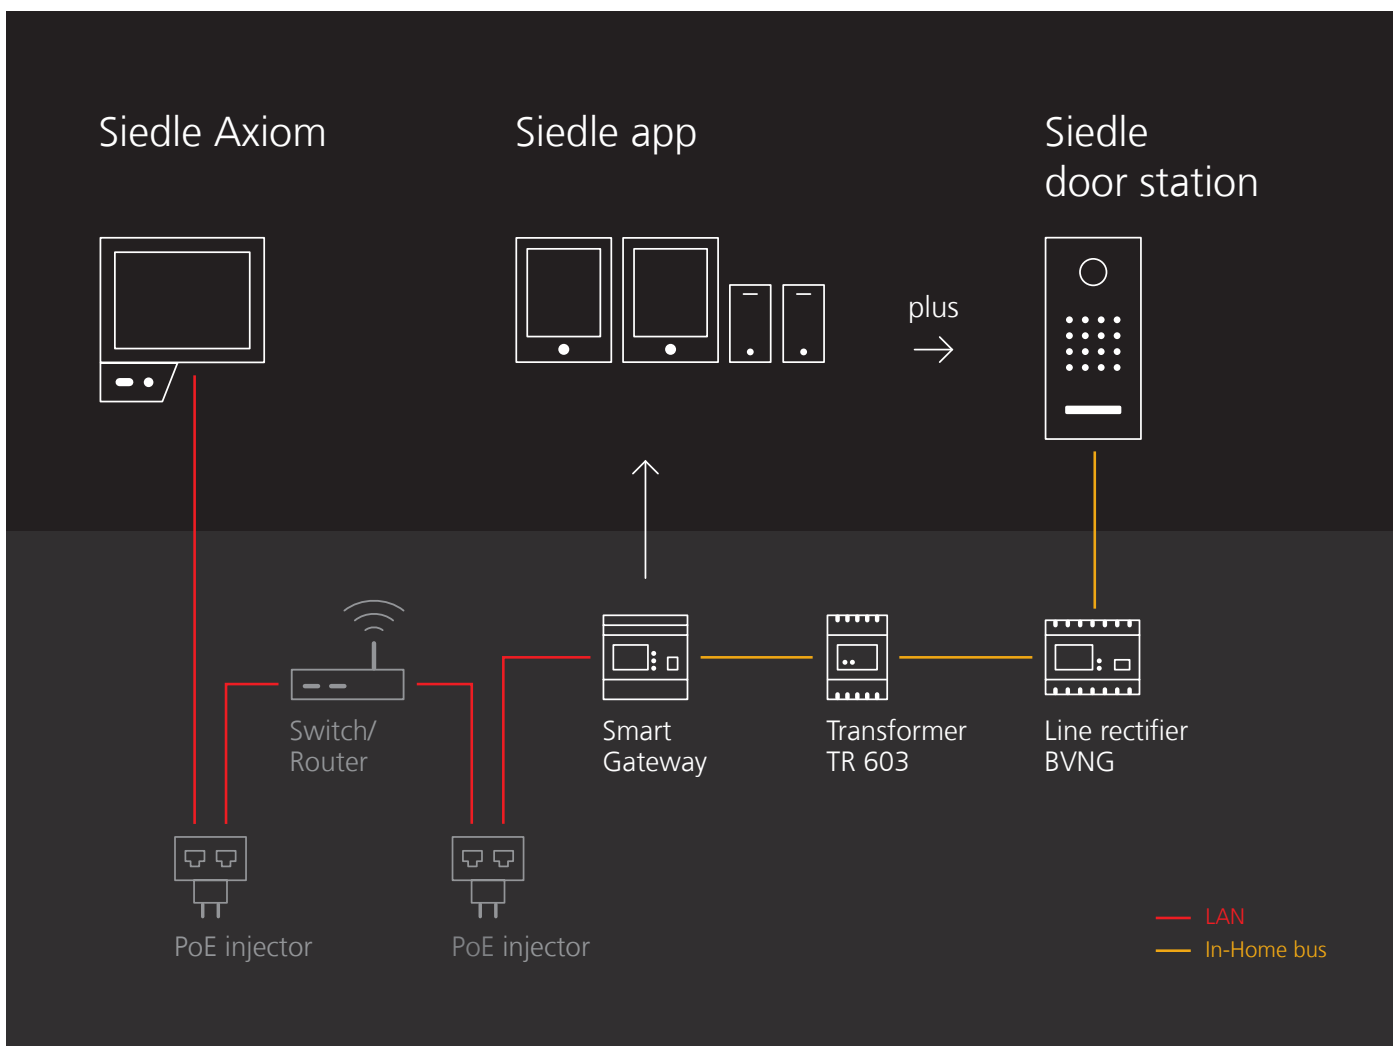 Siedle Axiom
Siedle app
Siedle
door station
plus
Switch/
Router
Smart
Gateway
Transformer
TR 603
Line rectifier
BVNG
PoE injector
PoE injector
LAN
In-Home bus